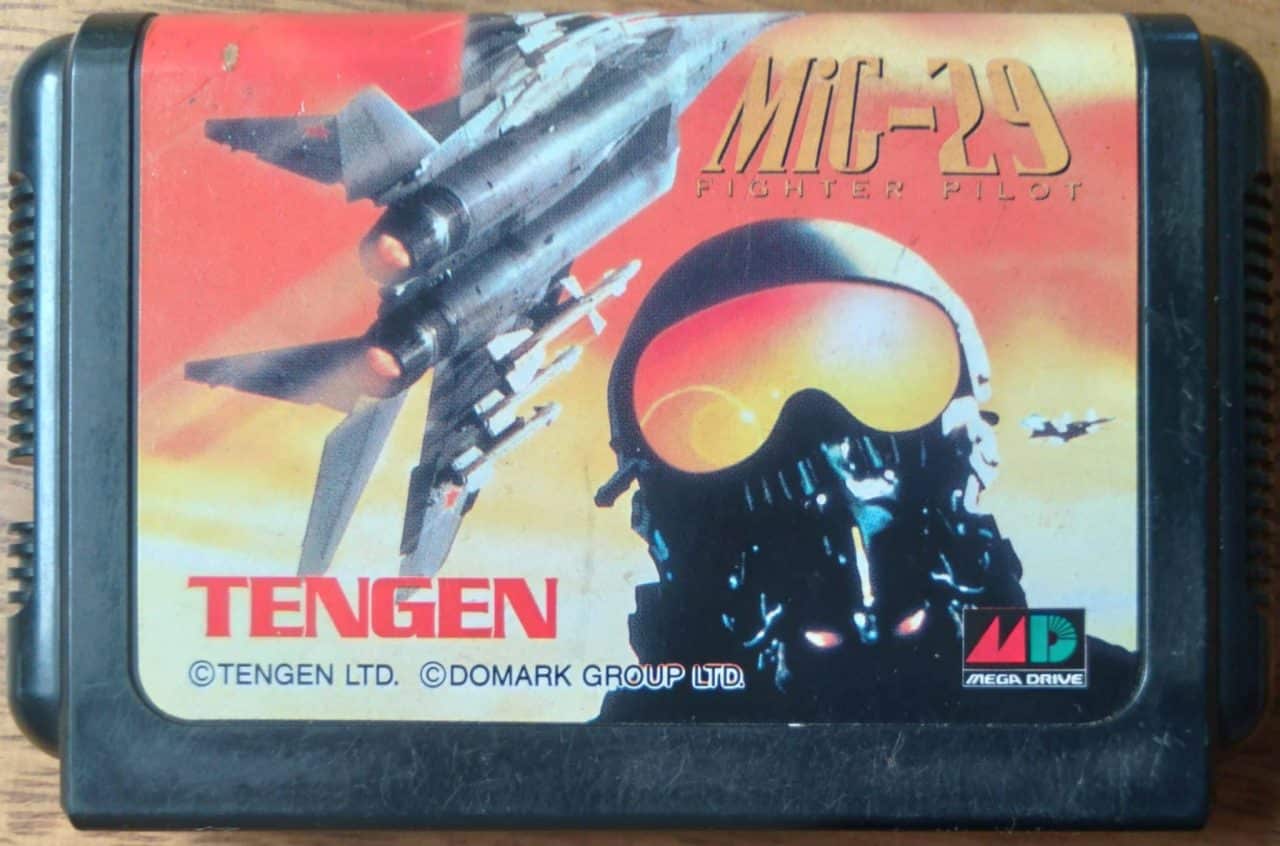 MiG-29
FIGHTER PILOT
TENGEN
©TENGEN LTD. ©DOMARK GROUP LTD.
MD
MEGA DRIVE